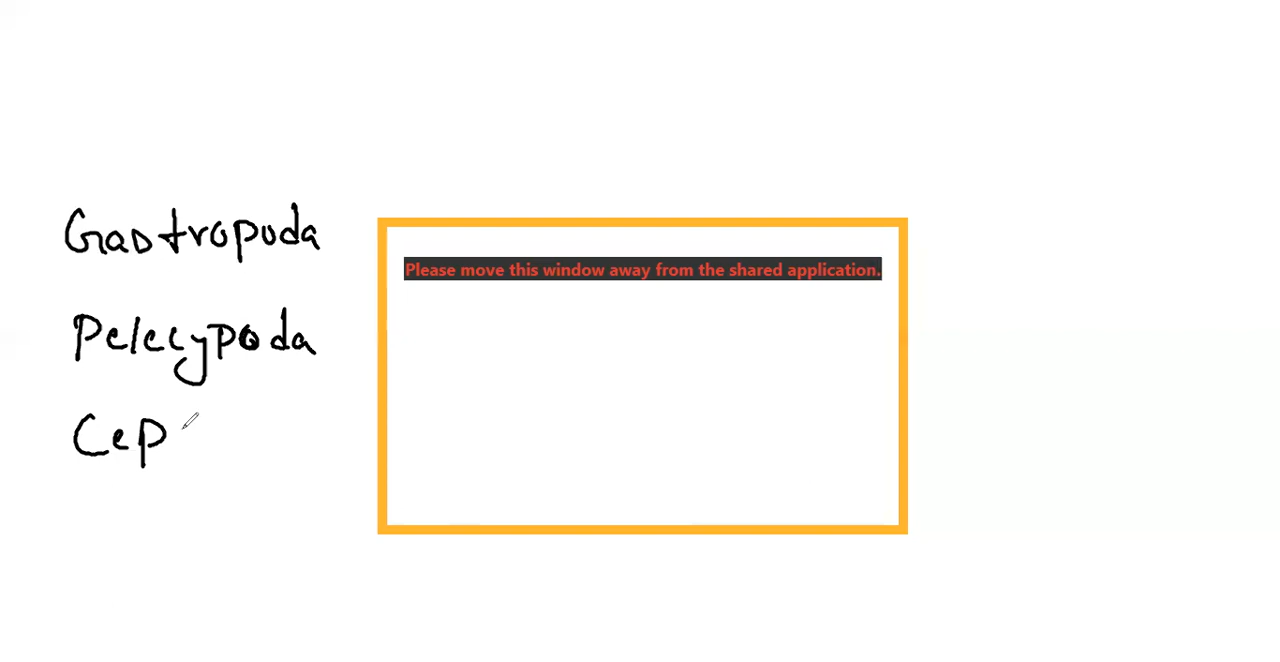 Gastropoda
Please move this window away from the shared application.
Pelecypoda
Cep